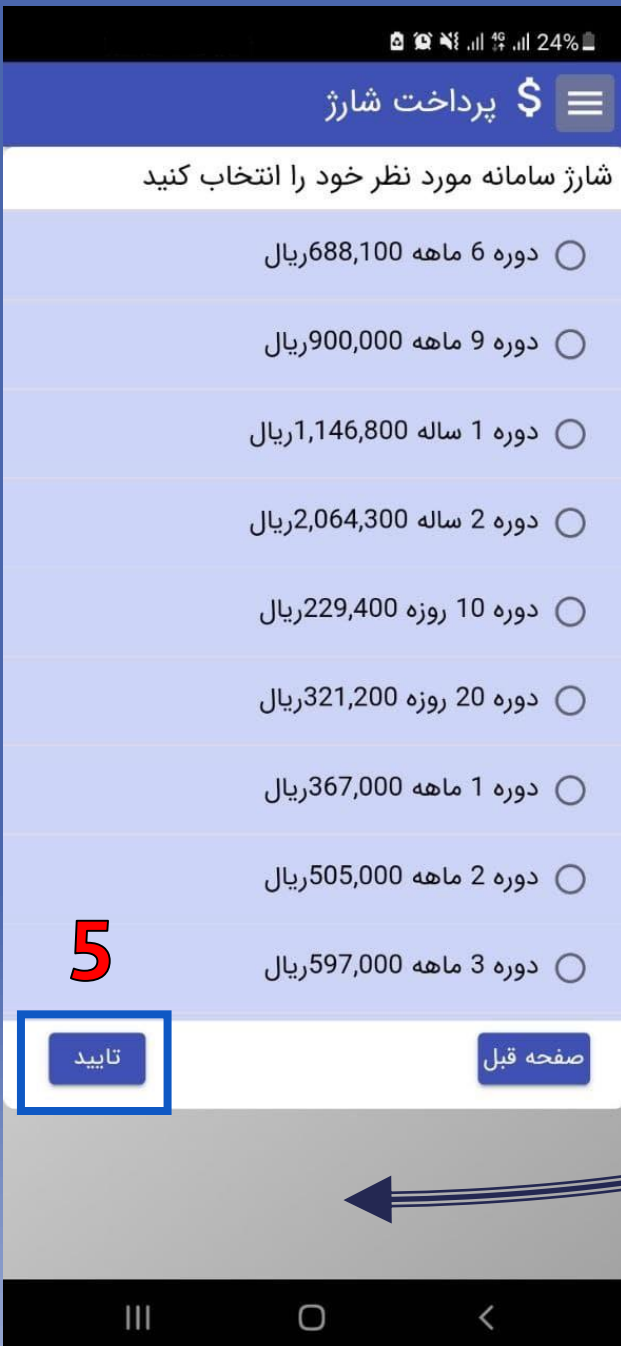 4G 24%
$ پرداخت شارژ
شارژ سامانه مورد نظر خود را انتخاب کنید
دوره 6 ماهه 688,100ریال
دوره 9 ماهه 900,000ریال
دوره 1 ساله 1,146,800ریال
دوره 2 ساله 2,064,300ریال
دوره 10 روزه 229,400ریال
دوره 20 روزه 321,200ریال
دوره 1 ماهه 367,000ریال
دوره 2 ماهه 505,000ریال
دوره 3 ماهه 597,000ریال
5
صفحه قبل تایید